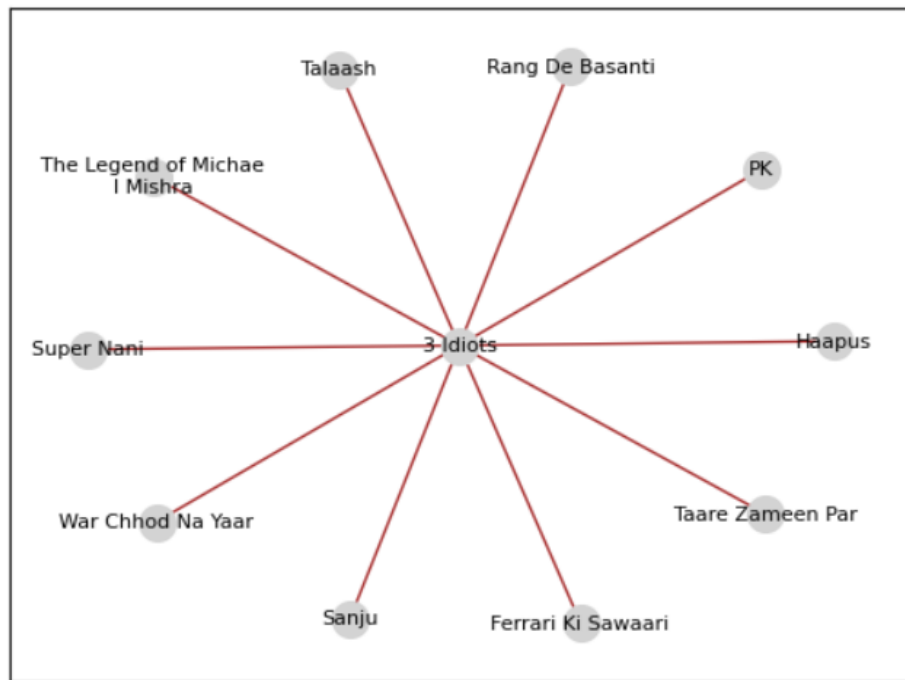 Talaash
Rang De Basanti
The Legend of Michae
l Mishra
PK
Super Nani
3 Idiots
Haapus
War Chhod Na Yaar
Taare Zameen Par
Sanju
Ferrari Ki Sawaari